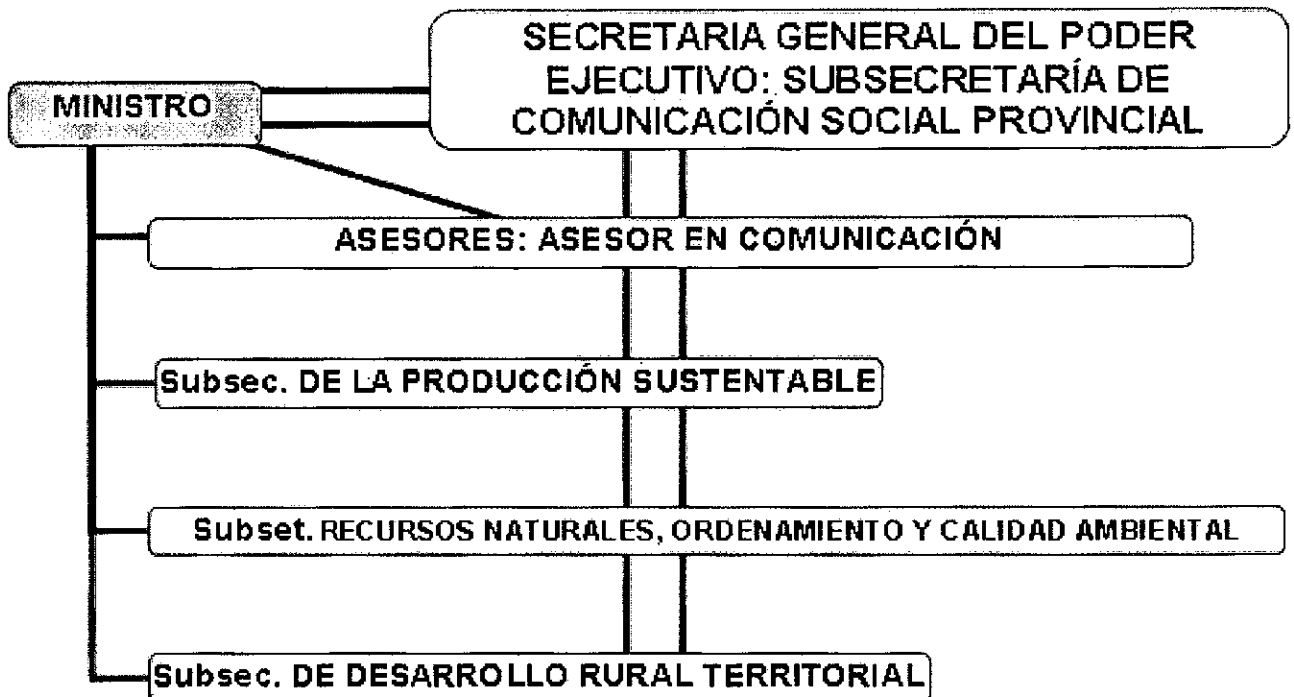 SECRETARIA GENERAL DEL PODER
EJECUTIVO: SUBSECRETARÍA DE
COMUNICACIÓN SOCIAL PROVINCIAL
MINISTRO
ASESORES: ASESOR EN COMUNICACIÓN
Subsec. DE LA PRODUCCIÓN SUSTENTABLE
Subset. RECURSOS NATURALES, ORDENAMIENTO Y CALIDAD AMBIENTAL
Subsec. DE DESARROLLO RURAL TERRITORIAL